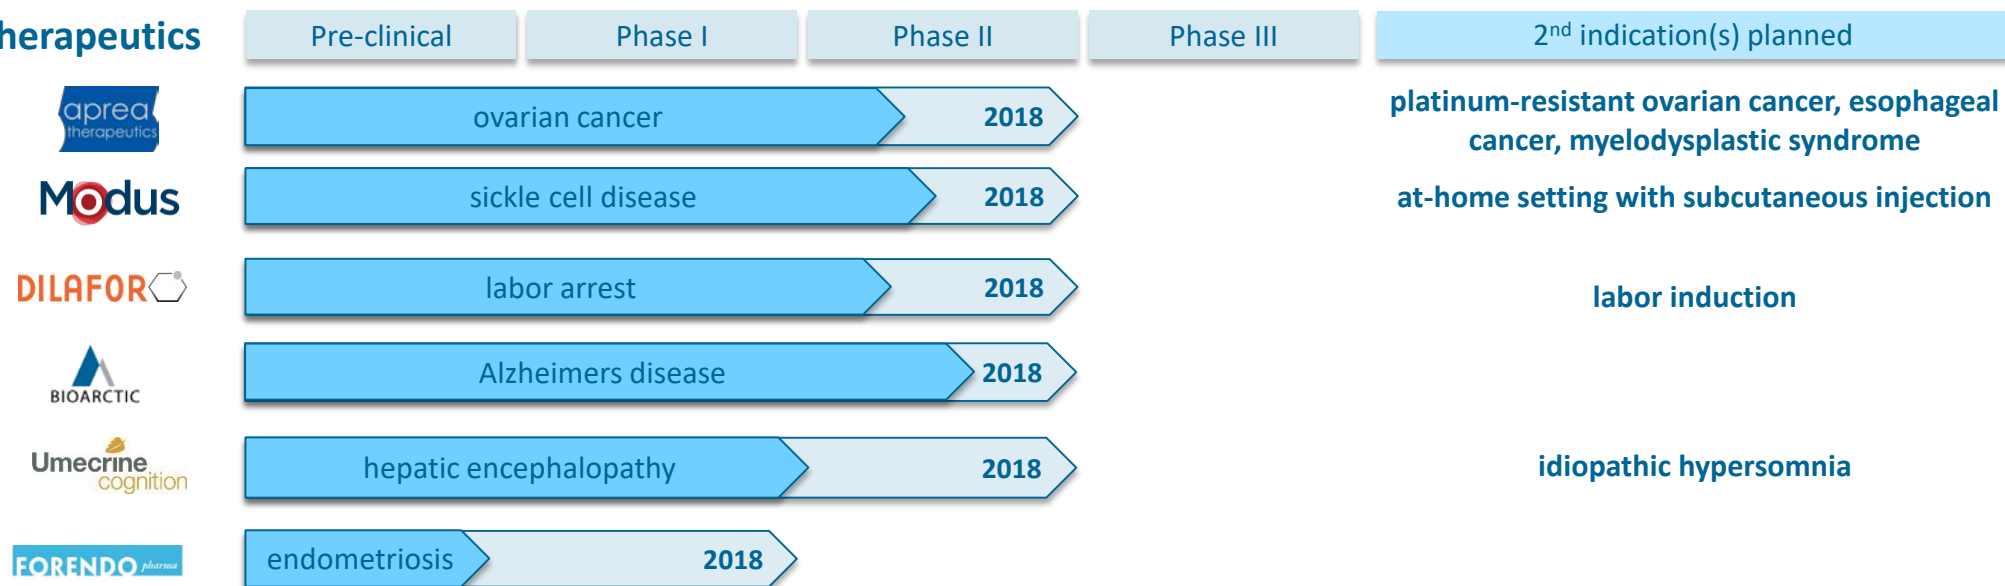 herapeutics
Pre-clinical
Phase I
Phase II
Phase III
2nd indication(s) planned
aprea
therapeutics
ovarian cancer
2018
platinum-resistant ovarian cancer, esophageal
cancer, myelodysplastic syndrome
Modus
sickle cell disease
2018
at-home setting with subcutaneous injection
DILAFOR
labor arrest
2018
labor induction
BIOARCTIC
Alzheimers disease
2018
Umecrine
cognition
hepatic encephalopathy
2018
idiopathic hypersomnia
FORENDO pharma
endometriosis
2018